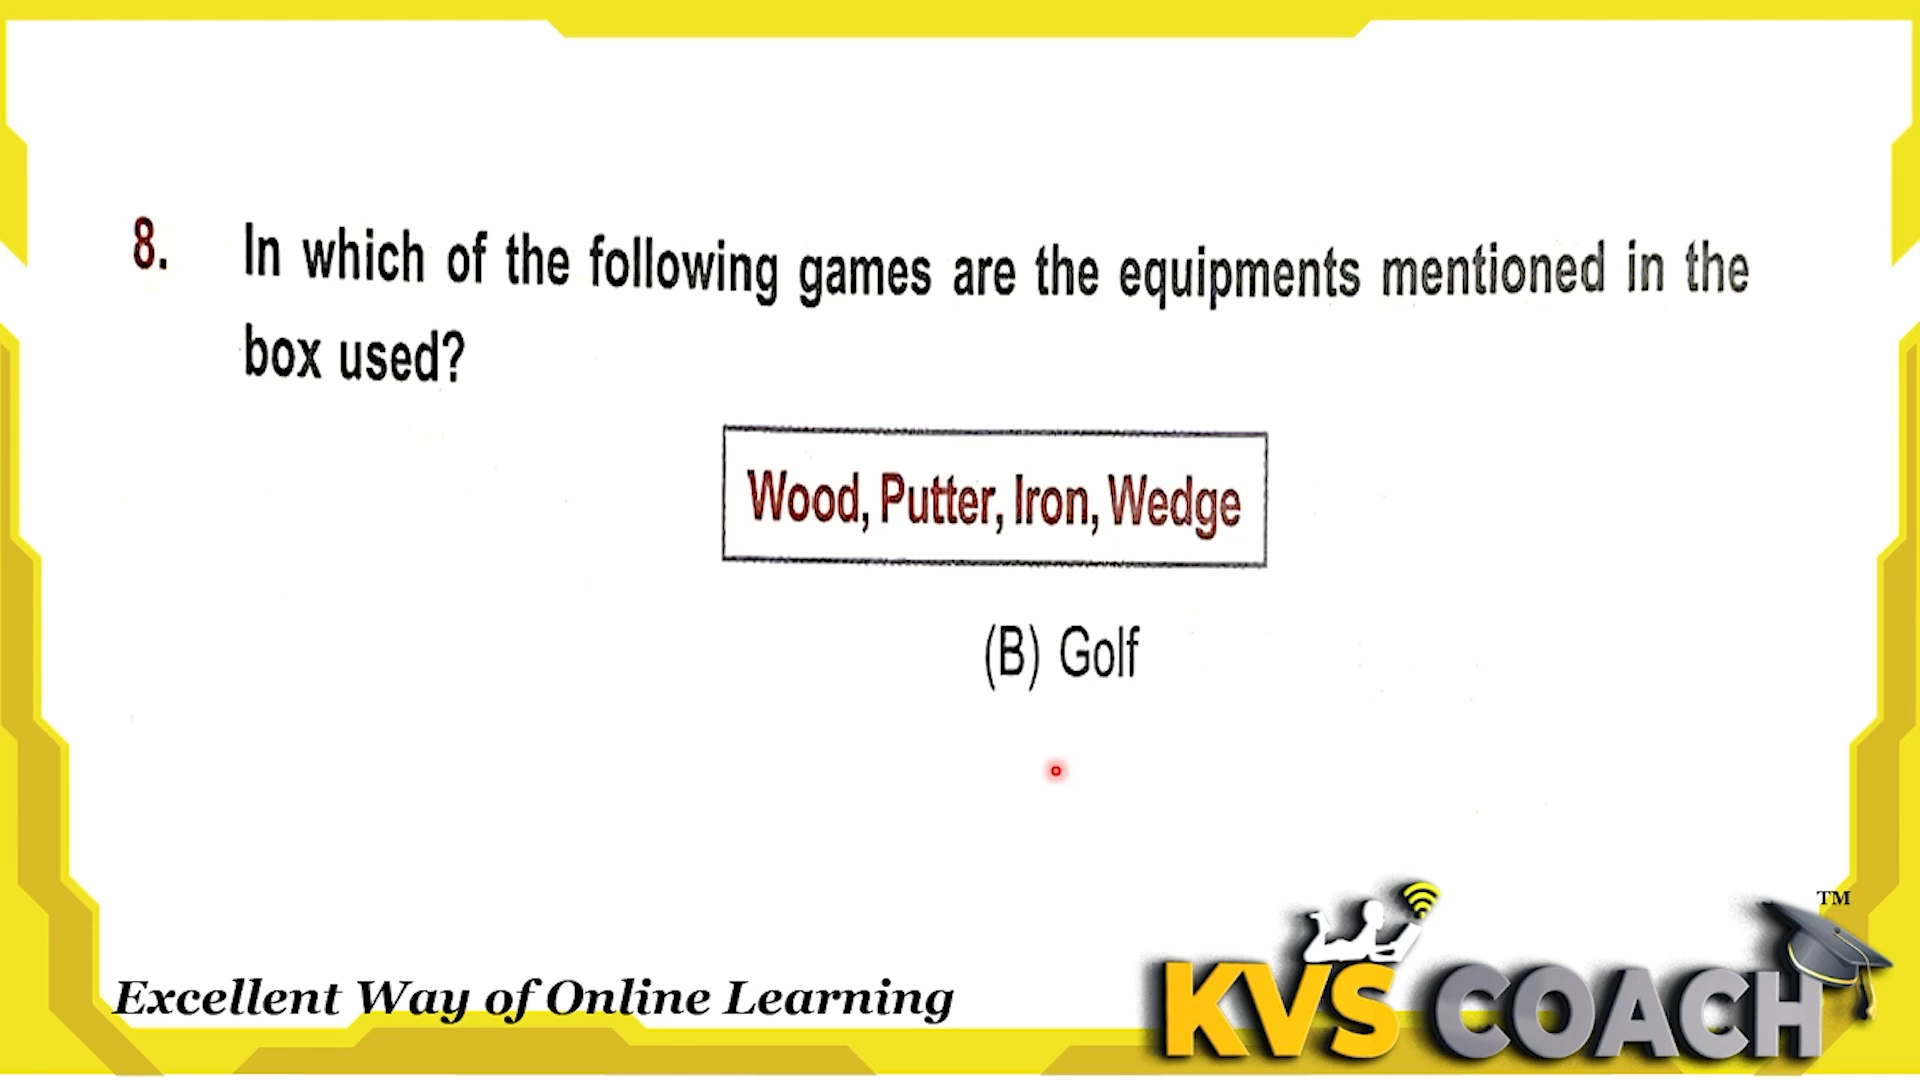 8. In which of the following games are the equipments mentioned in the
box used?
Wood, Putter, Iron, Wedge
(B) Golf
TM
Excellent Way of Online Learning
KVS COACH